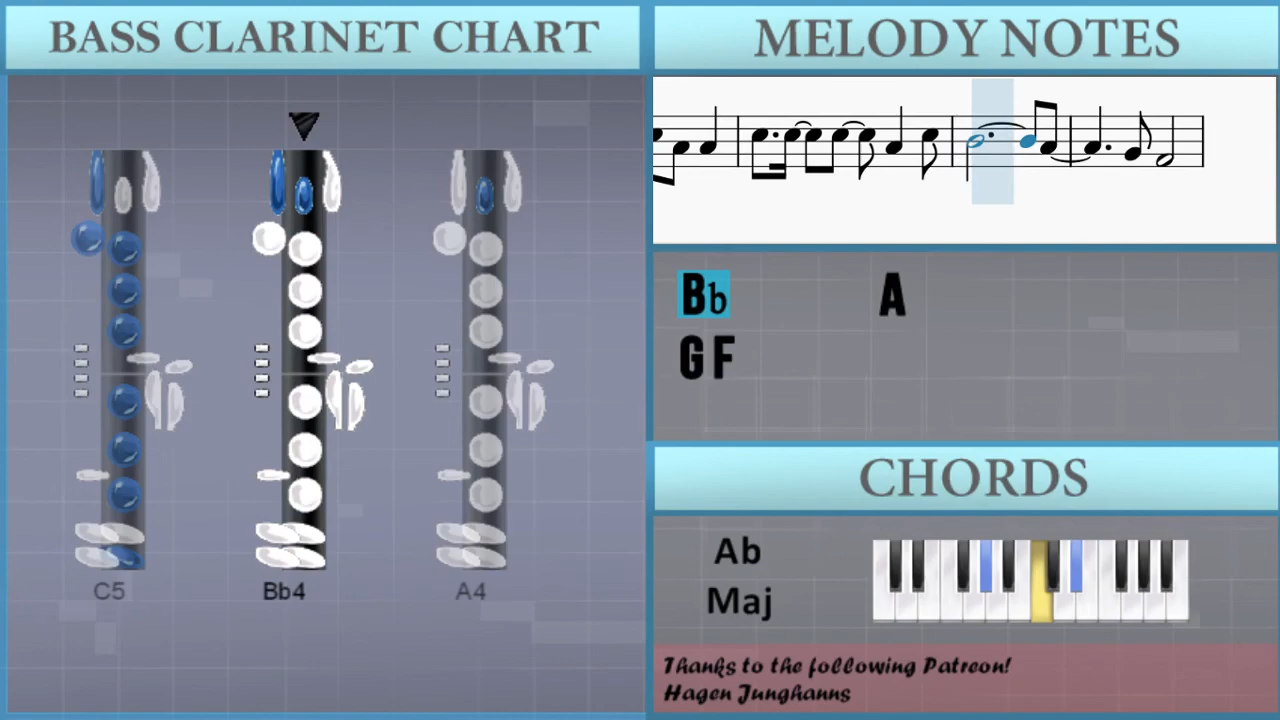 BASS CLARINET CHART
C5 Bb4 A4
MELODY NOTES
Bb A
G F
CHORDS
Ab
Maj
Thanks to the following Patreon!
Hagen Junghanns